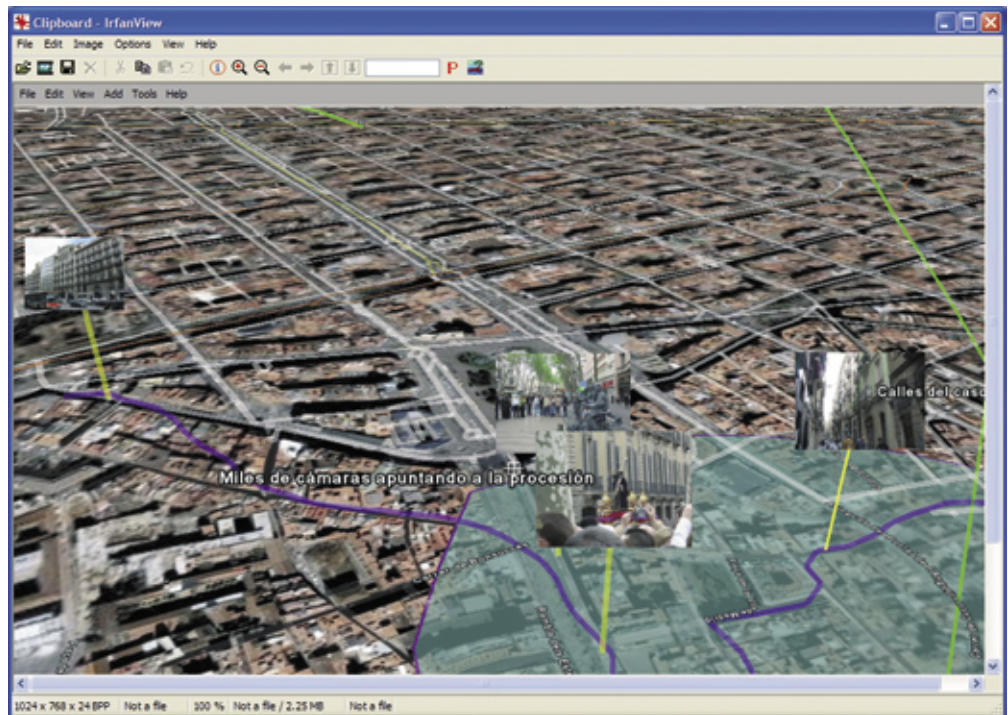 Clipboard - IrfanView
File Edit Image Options View Help
P
File Edit View Add Tools Help
Calles del casc
Miles de cámaras apuntando a la procesión
1024 x 768 x 24 BPP Not a file 100 % Not a file / 2.25 MB Not a file